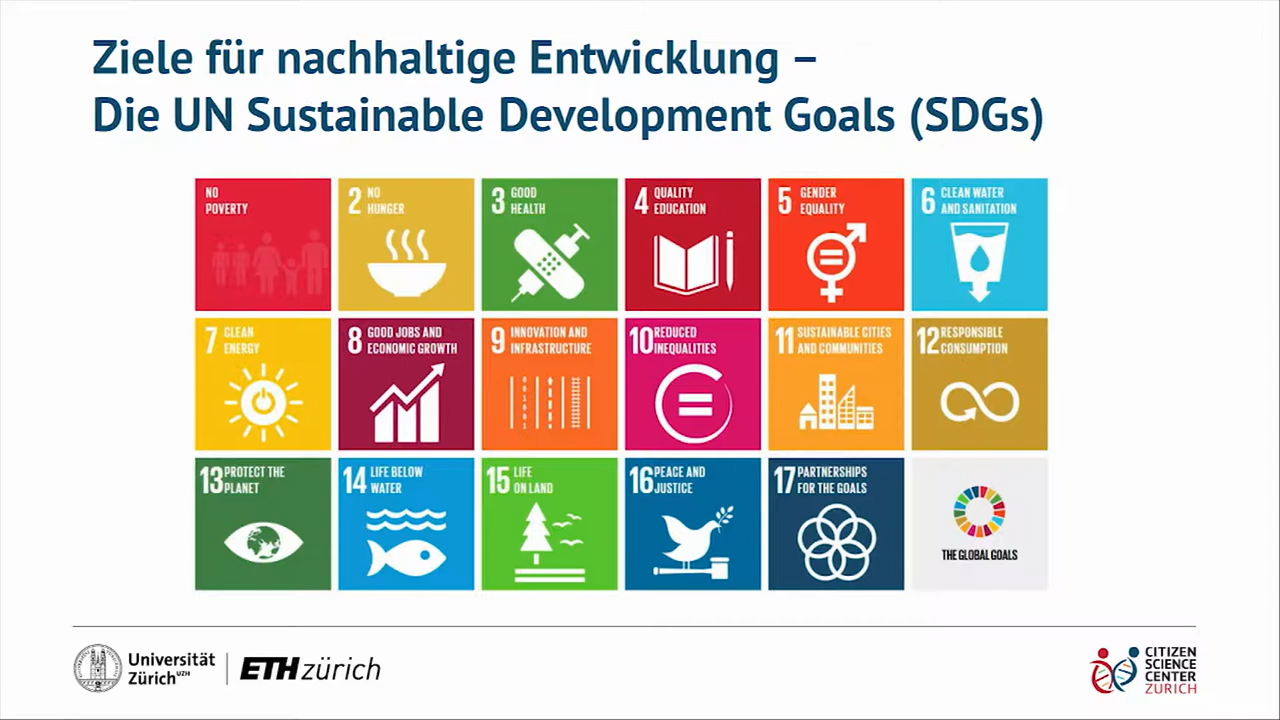 Ziele für nachhaltige Entwicklung –
Die UN Sustainable Development Goals (SDGs)
NO
POVERTY
2 NO
HUNGER
3 GOOD
HEALTH
4 QUALITY
EDUCATION
5 GENDER
EQUALITY
6 CLEAN WATER
AND SANITATION
7 CLEAN
ENERGY
8 GOOD JOBS AND
ECONOMIC GROWTH
9 INNOVATION AND
INFRASTRUCTURE
10 REDUCED
INEQUALITIES
11 SUSTAINABLE CITIES
AND COMMUNITIES
12 RESPONSIBLE
CONSUMPTION
13 PROTECT THE
PLANET
14 LIFE BELOW
WATER
15 LIFE
ON LAND
16 PEACE AND
JUSTICE
17 PARTNERSHIPS
FOR THE GOALS
THE GLOBAL GOALS
Universität
Zürich UZH
ETH zürich
CITIZEN
SCIENCE
CENTER
ZURICH